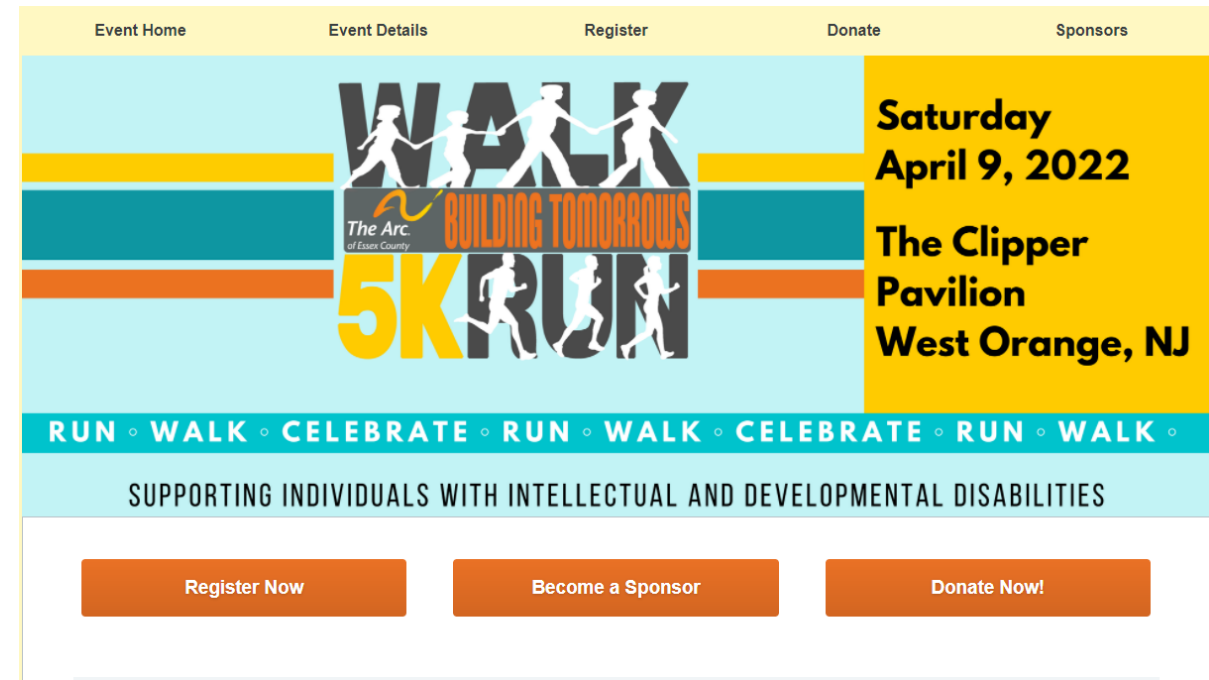 Event Home Event Details Register Donate Sponsors
WALK
The Arc.
of Essex County
BUILDING TOMORROWS
5K RUN
Saturday
April 9, 2022
The Clipper
Pavilion
West Orange, NJ
RUN ◦ WALK ◦ CELEBRATE ◦ RUN ◦ WALK ◦ CELEBRATE ◦ RUN ◦ WALK ◦
SUPPORTING INDIVIDUALS WITH INTELLECTUAL AND DEVELOPMENTAL DISABILITIES
Register Now Become a Sponsor Donate Now!